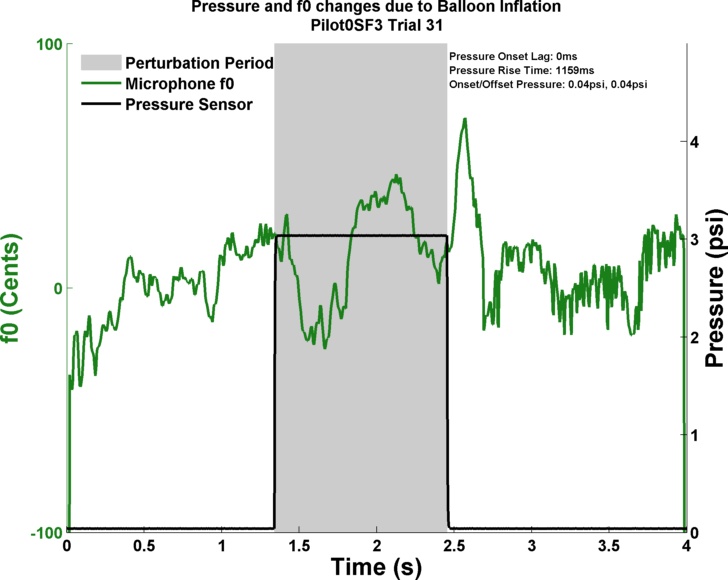 Pressure and f0 changes due to Balloon Inflation
Pilot0SF3 Trial 31
100
Perturbation Period
Microphone f0
Pressure Sensor
Pressure Onset Lag: 0ms
Pressure Rise Time: 1159ms
Onset/Offset Pressure: 0.04psi, 0.04psi
f0 (Cents)
0
-100
5
4
3
2
1
0
Pressure (psi)
0
0.5
1
1.5
2
2.5
3
3.5
4
Time (s)